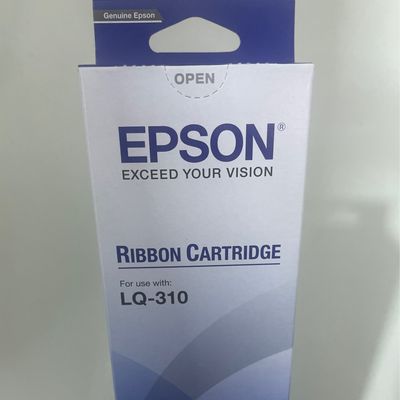 Genuine Epson
OPEN
EPSON®
EXCEED YOUR VISION
RIBBON CARTRIDGE
For use with:
LQ-310